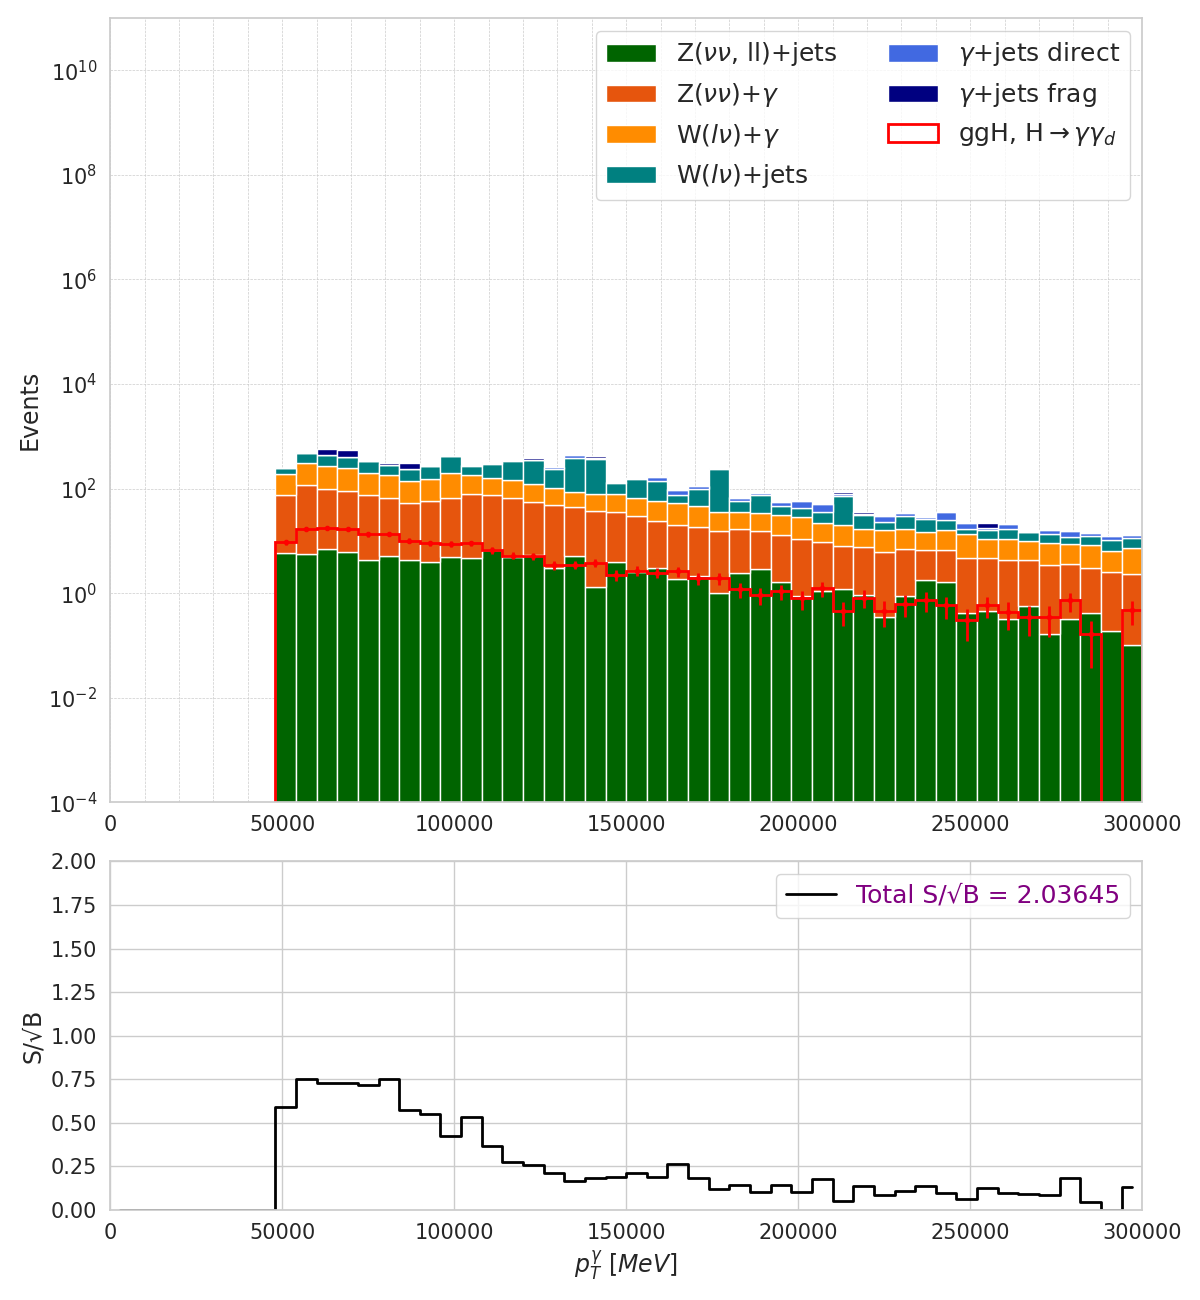 Z(νν, ll)+jets
Z(νν)+γ
W(lν)+γ
W(lν)+jets
γ+jets direct
γ+jets frag
ggH, H→γγ_d
Events
10^10
10^8
10^6
10^4
10^2
10^0
10^−2
10^−4
0 50000 100000 150000 200000 250000 300000
Total S/√B = 2.03645
S/√B
2.00
1.75
1.50
1.25
1.00
0.75
0.50
0.25
0.00
0 50000 100000 150000 200000 250000 300000
p_T^γ [MeV]